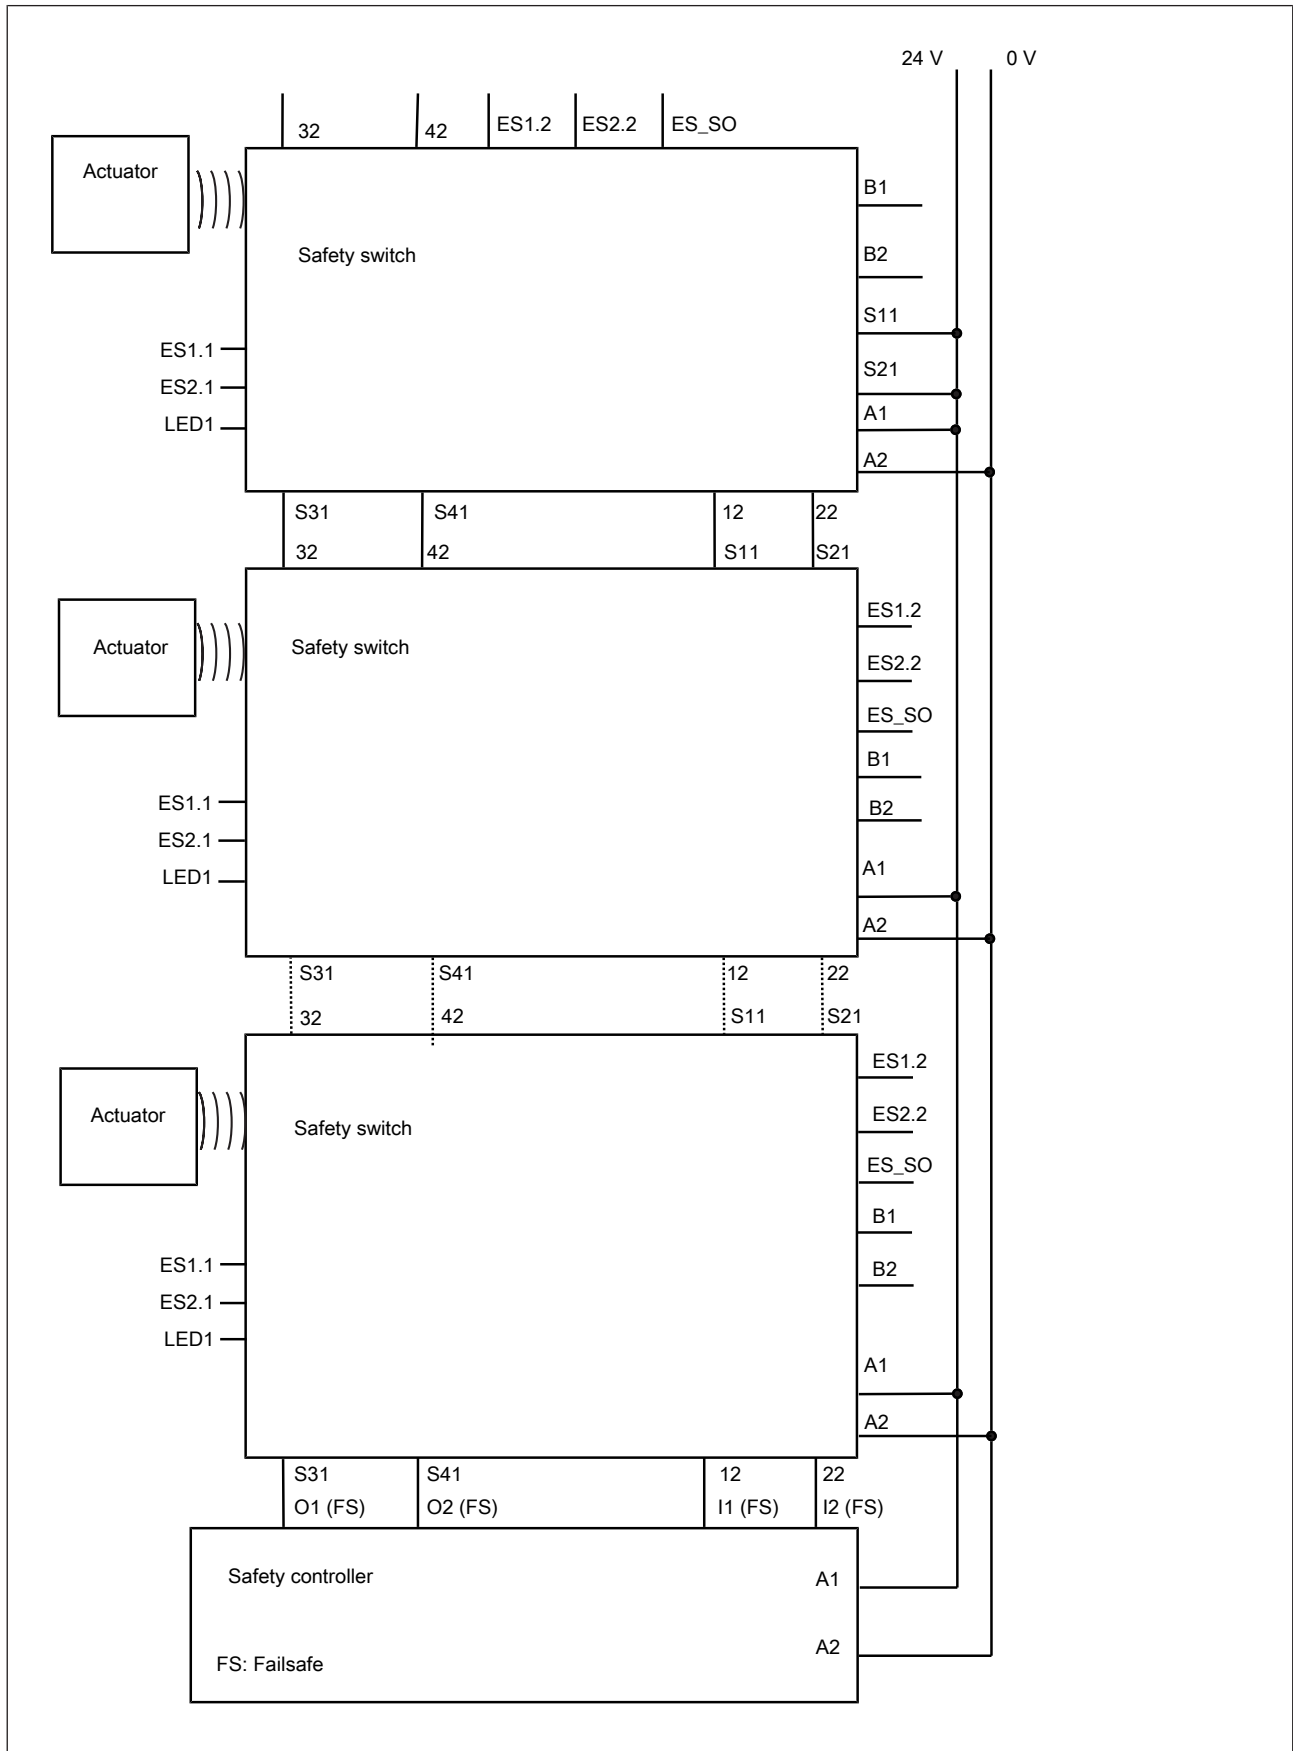 24 V 0 V
32 42 ES1.2 ES2.2 ES_SO
Actuator
B1
Safety switch
B2
S11
ES1.1
S21
ES2.1
A1
LED1
A2
S31 S41 12 22
32 42 S11 S21
ES1.2
Actuator
Safety switch
ES2.2
ES_SO
B1
ES1.1
B2
ES2.1
A1
LED1
A2
S31 S41 12 22
32 42 S11 S21
ES1.2
Actuator
ES2.2
Safety switch
ES_SO
B1
ES1.1
B2
ES2.1
LED1
A1
A2
S31 S41 12 22
O1 (FS) O2 (FS) I1 (FS) I2 (FS)
Safety controller
A1
A2
FS: Failsafe